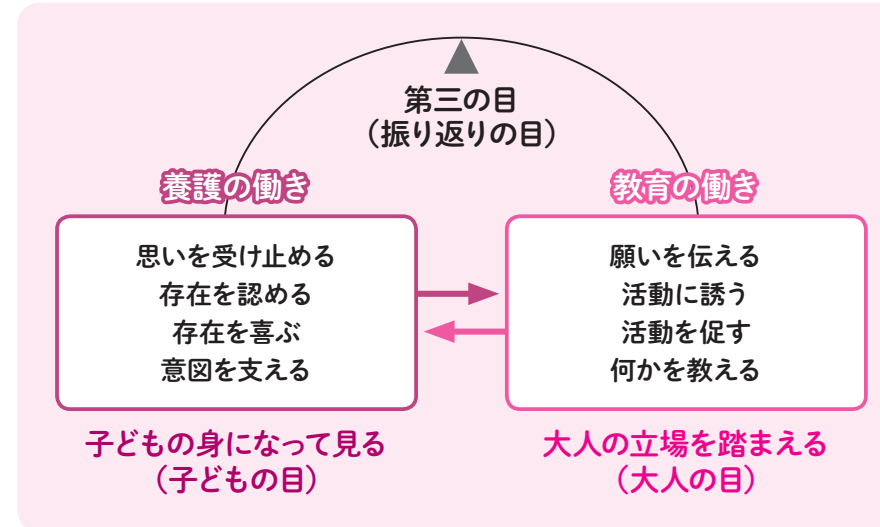 第三の目
（振り返りの目）
養護の働き
思いを受け止める
存在を認める
存在を喜ぶ
意図を支える
子どもの身になって見る
（子どもの目）
教育の働き
願いを伝える
活動に誘う
活動を促す
何かを教える
大人の立場を踏まえる
（大人の目）